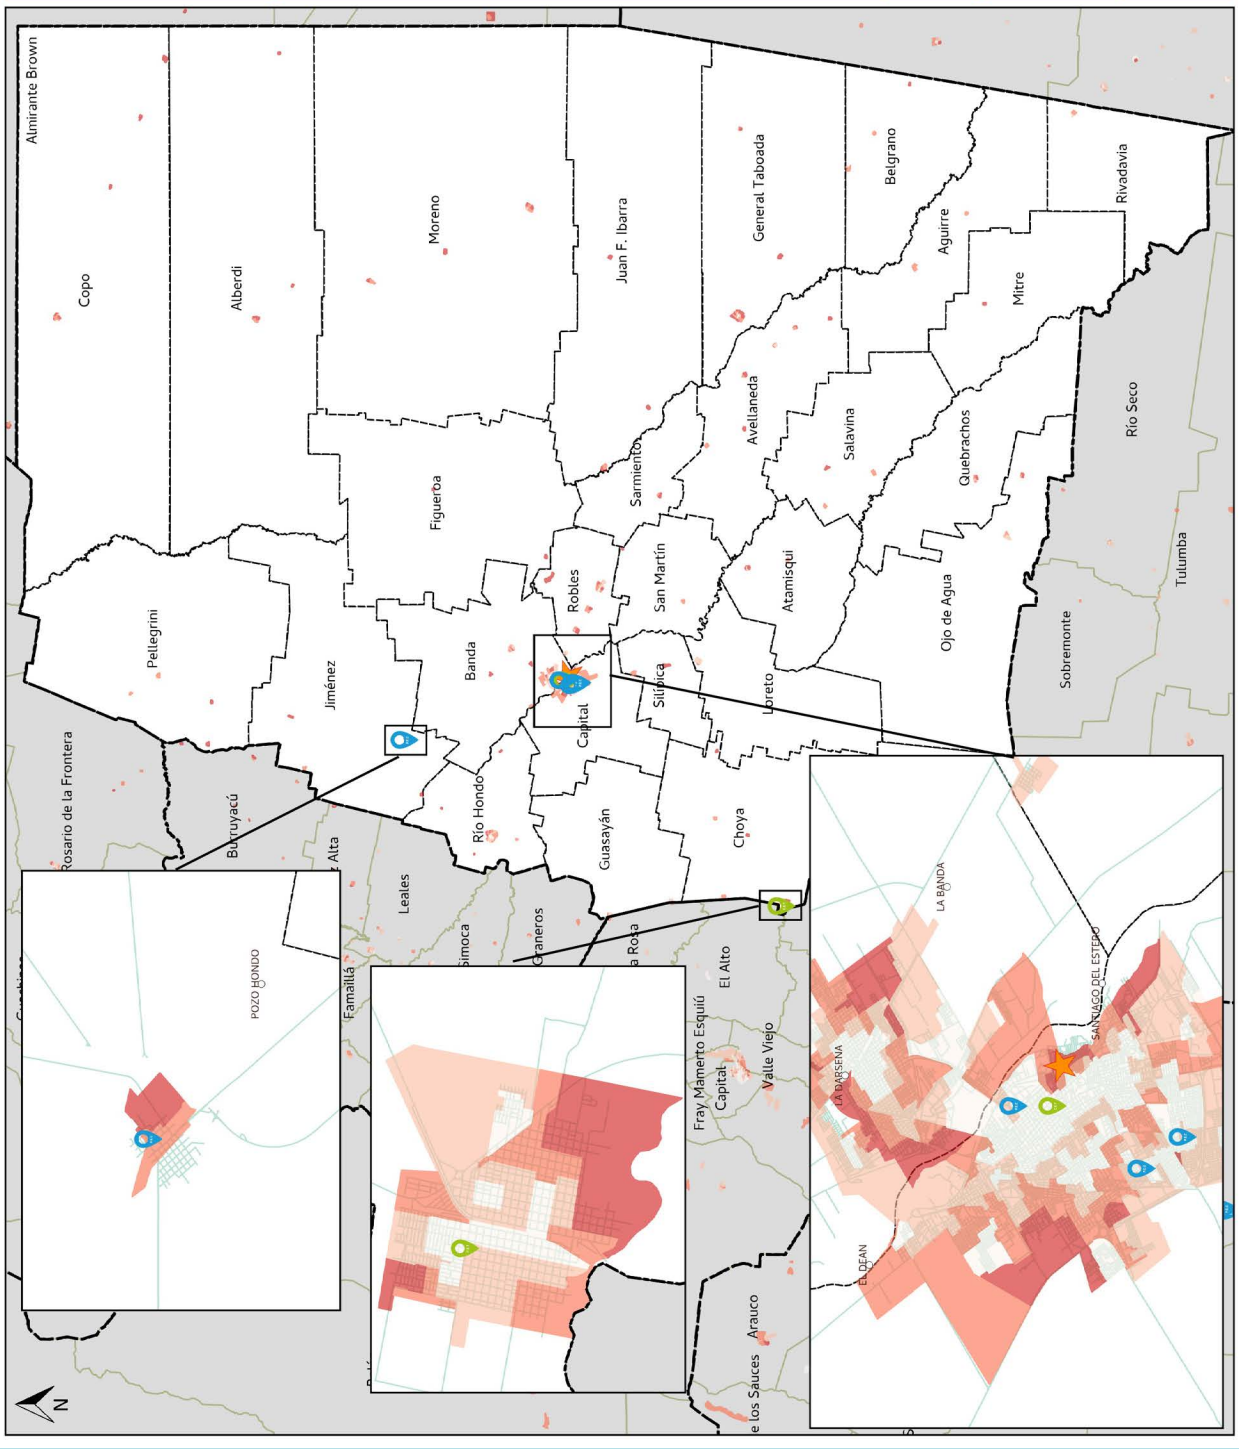 Almirante Brown
Copo
Alberdi
Moreno
Juan F. Ibarra
General Taboada
Belgrano
Rivadavia
Aguirre
Mitre
Río Seco
Avellaneda
Salavina
Quebrachos
Sarmiento
Figueroa
Tulumba
Pellegrini
Jiménez
Banda
Robles
San Martín
Atamisqui
Ojo de Agua
Sobremonte
Silípica
Loreto
Capital
Río Hondo
Guasayán
Choya
Rosario de la Frontera
Burruyacú
Alta
Leales
Simoca
Graneros
a Rosa
El Alto
Famaillá
Fray Mamerto Esquiú
Capital
Valle Viejo
Arauco
e los Sauces
POZO HONDO
LA BANDA
SANTIAGO DEL ESTERO
LA DARSENA
EL DEAN
N